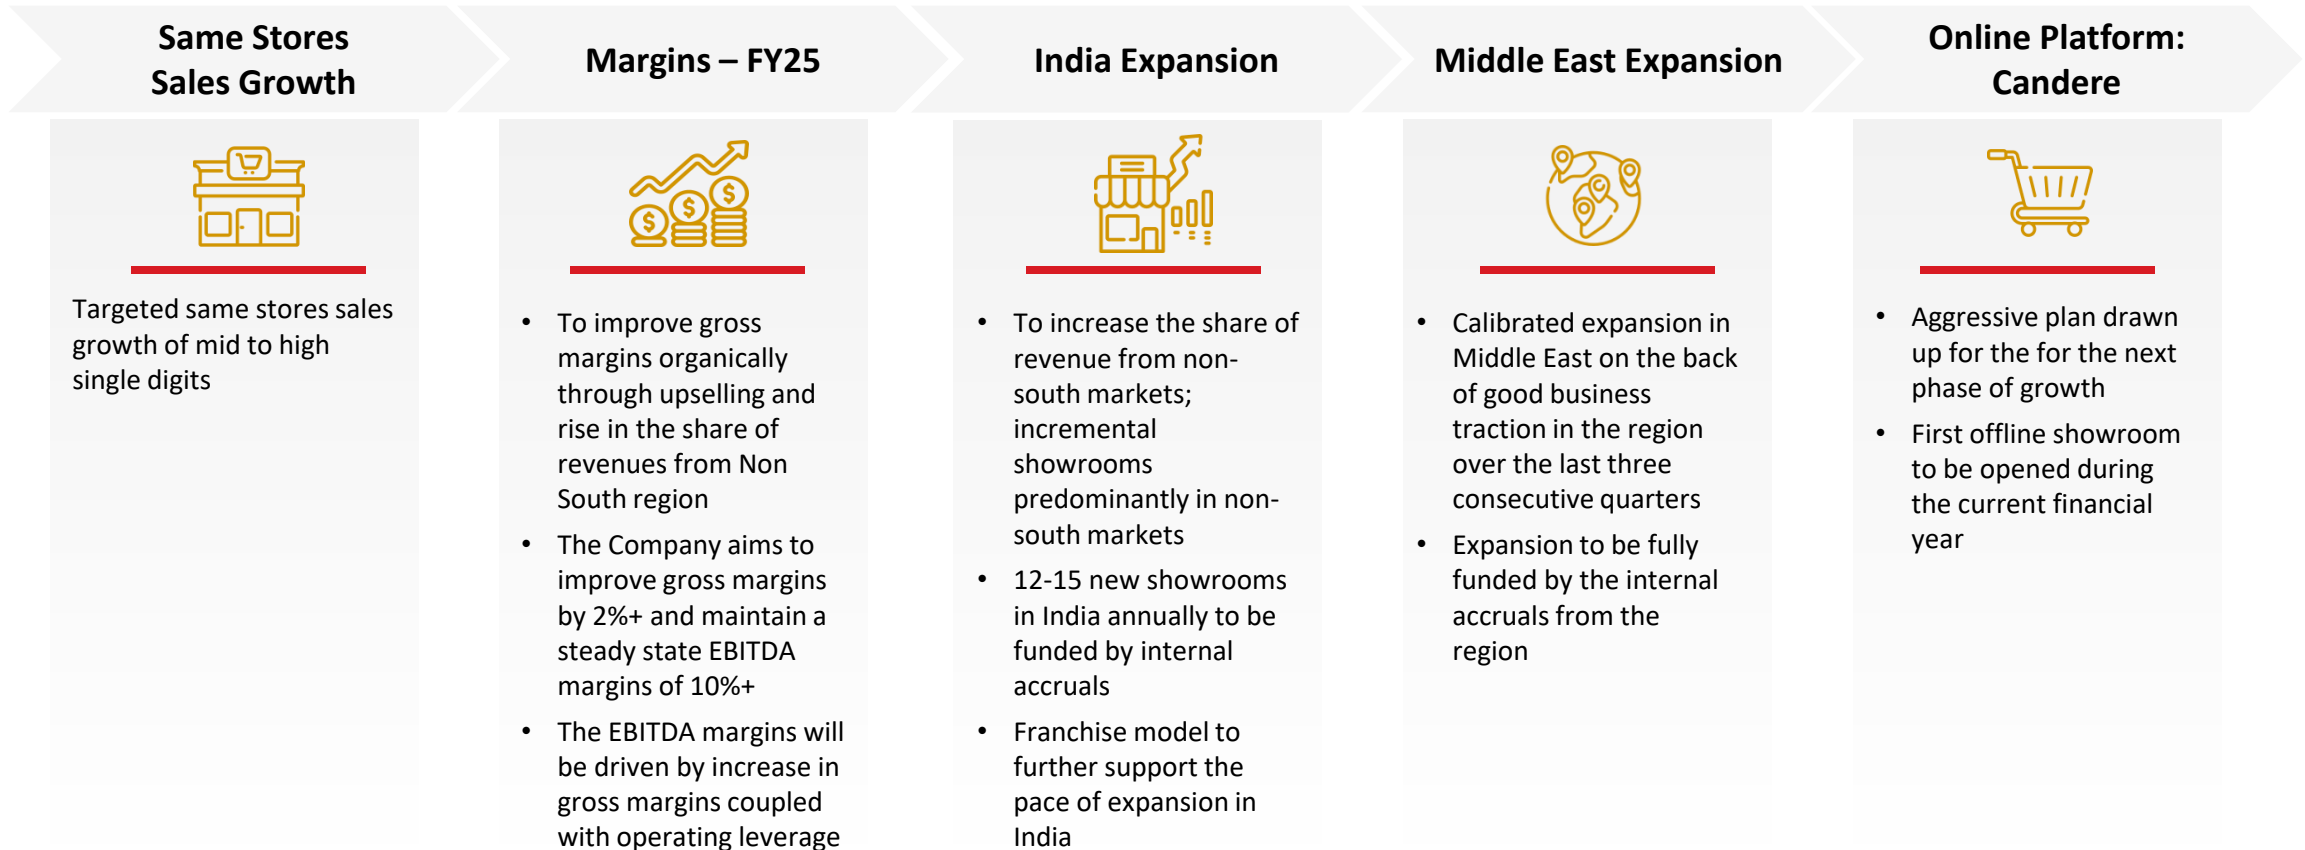 Same Stores
Sales Growth
Targeted same stores sales
growth of mid to high
single digits
Margins – FY25
• To improve gross
margins organically
through upselling and
rise in the share of
revenues from Non
South region
• The Company aims to
improve gross margins
by 2%+ and maintain a
steady state EBITDA
margins of 10%+
• The EBITDA margins will
be driven by increase in
gross margins coupled
with operating leverage
India Expansion
• To increase the share of
revenue from non-
south markets;
incremental
showrooms
predominantly in non-
south markets
• 12-15 new showrooms
in India annually to be
funded by internal
accruals
• Franchise model to
further support the
pace of expansion in
India
Middle East Expansion
• Calibrated expansion in
Middle East on the back
of good business
traction in the region
over the last three
consecutive quarters
• Expansion to be fully
funded by the internal
accruals from the
region
Online Platform:
Candere
• Aggressive plan drawn
up for the for the next
phase of growth
• First offline showroom
to be opened during
the current financial
year